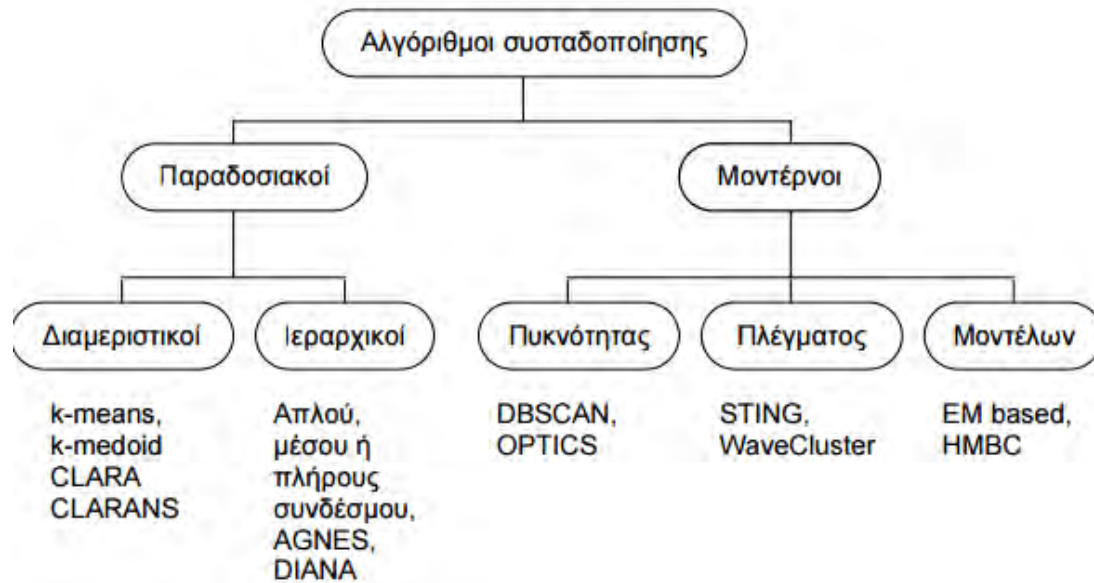 Αλγόριθμοι συσταδοποίησης
Παραδοσιακοί
Μοντέρνοι
Διαμεριστικοί
Ιεραρχικοί
Πυκνότητας
Πλέγματος
Μοντέλων
k-means,
k-medoid
CLARA
CLARANS
Απλού,
μέσου ή
πλήρους
συνδέσμου,
AGNES,
DIANA
DBSCAN,
OPTICS
STING,
WaveCluster
EM based,
HMBC